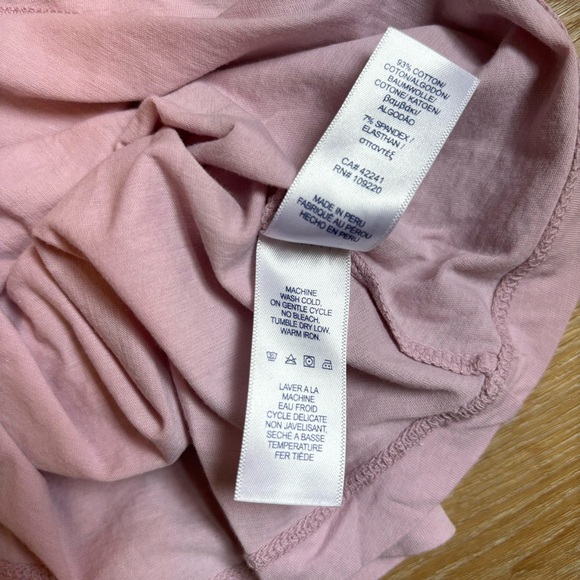 93% COTTON/
COTON/ALGODÓN/
BAUMWOLLE/
COTONE/ KATOEN/
βαμβάκι/
ALGODÃO
7% SPANDEX /
ELASTHAN /
σπαντέξ
CA# 42241
RN# 109220
MADE IN PERU
FABRIQUÉ AU PÉROU
HECHO EN PERÚ
MACHINE
WASH COLD,
ON GENTLE CYCLE
NO BLEACH.
TUMBLE DRY LOW.
WARM IRON.
LAVER A LA
MACHINE
EAU FROID
CYCLE DÉLICATE
NON JAVELISANT.
SECHÉ A BASSE
TEMPERATURE
FER TIÈDE